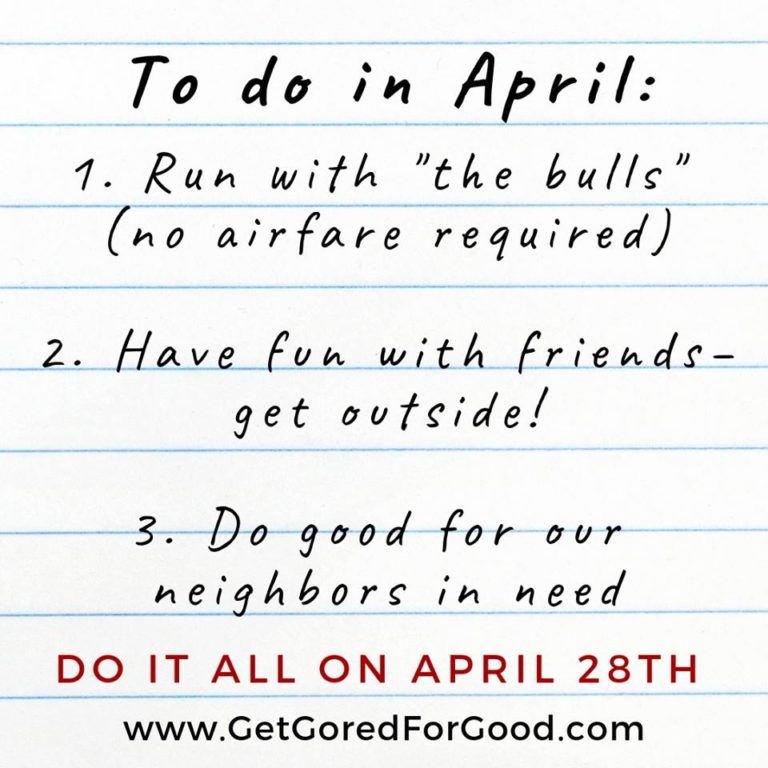 To do in April:
1. Run with "the bulls"
(no airfare required)
2. Have fun with friends–
get outside!
3. Do good for our
neighbors in need
DO IT ALL ON APRIL 28TH
www.GetGoredForGood.com